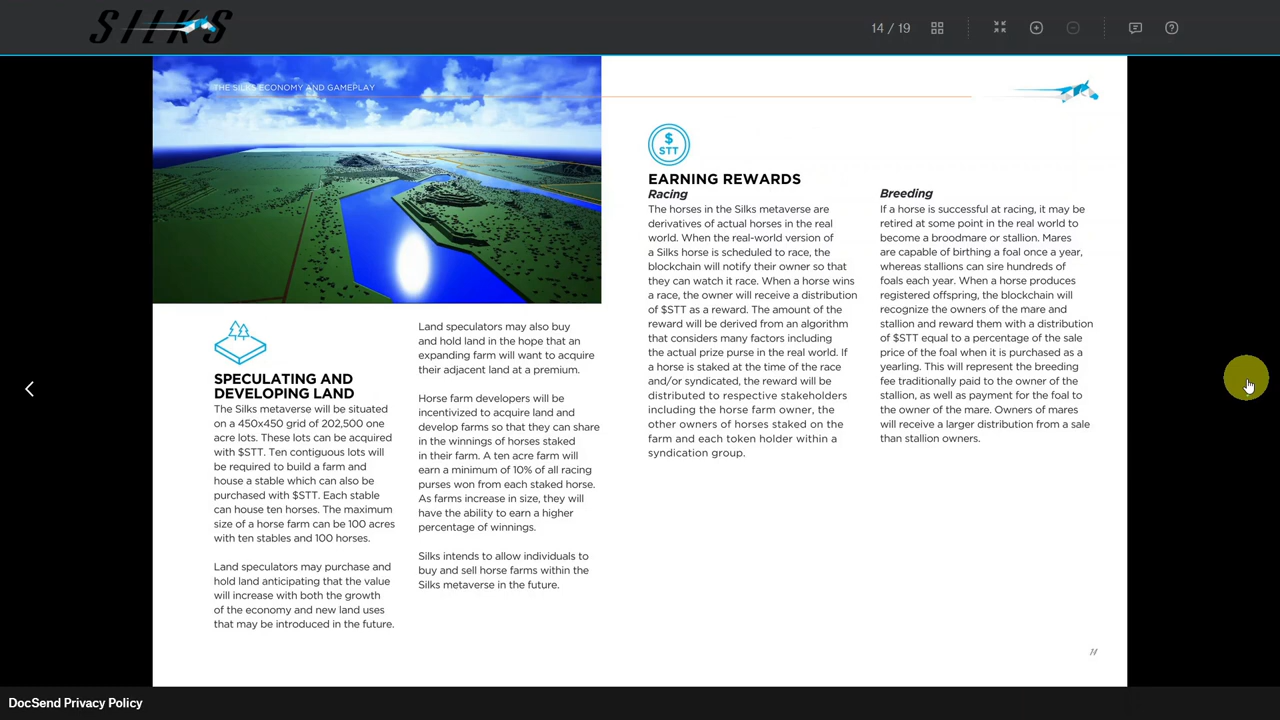 SILKS
14 / 19
THE SILKS ECONOMY AND GAMEPLAY
SPECULATING AND
DEVELOPING LAND
The Silks metaverse will be situated
on a 450x450 grid of 202,500 one
acre lots. These lots can be acquired
with $STT. Ten contiguous lots will
be required to build a farm and
house a stable which can also be
purchased with $STT. Each stable
can house ten horses. The maximum
size of a horse farm can be 100 acres
with ten stables and 100 horses.
Land speculators may purchase and
hold land anticipating that the value
will increase with both the growth
of the economy and new land uses
that may be introduced in the future.
Land speculators may also buy
and hold land in the hope that an
expanding farm will want to acquire
their adjacent land at a premium.
Horse farm developers will be
incentivized to acquire land and
develop farms so that they can share
in the winnings of horses staked
in their farm. A ten acre farm will
earn a minimum of 10% of all racing
purses won from each staked horse.
As farms increase in size, they will
have the ability to earn a higher
percentage of winnings.
Silks intends to allow individuals to
buy and sell horse farms within the
Silks metaverse in the future.
$
STT
EARNING REWARDS
Racing
The horses in the Silks metaverse are
derivatives of actual horses in the real
world. When the real-world version of
a Silks horse is scheduled to race, the
blockchain will notify their owner so that
they can watch it race. When a horse wins
a race, the owner will receive a distribution
of $STT as a reward. The amount of the
reward will be derived from an algorithm
that considers many factors including
the actual prize purse in the real world. If
a horse is staked at the time of the race
and/or syndicated, the reward will be
distributed to respective stakeholders
including the horse farm owner, the
other owners of horses staked on the
farm and each token holder within a
syndication group.
Breeding
If a horse is successful at racing, it may be
retired at some point in the real world to
become a broodmare or stallion. Mares
are capable of birthing a foal once a year,
whereas stallions can sire hundreds of
foals each year. When a horse produces
registered offspring, the blockchain will
recognize the owners of the mare and
stallion and reward them with a distribution
of $STT equal to a percentage of the sale
price of the foal when it is purchased as a
yearling. This will represent the breeding
fee traditionally paid to the owner of the
stallion, as well as payment for the foal to
the owner of the mare. Owners of mares
will receive a larger distribution from a sale
than stallion owners.
14
DocSend Privacy Policy